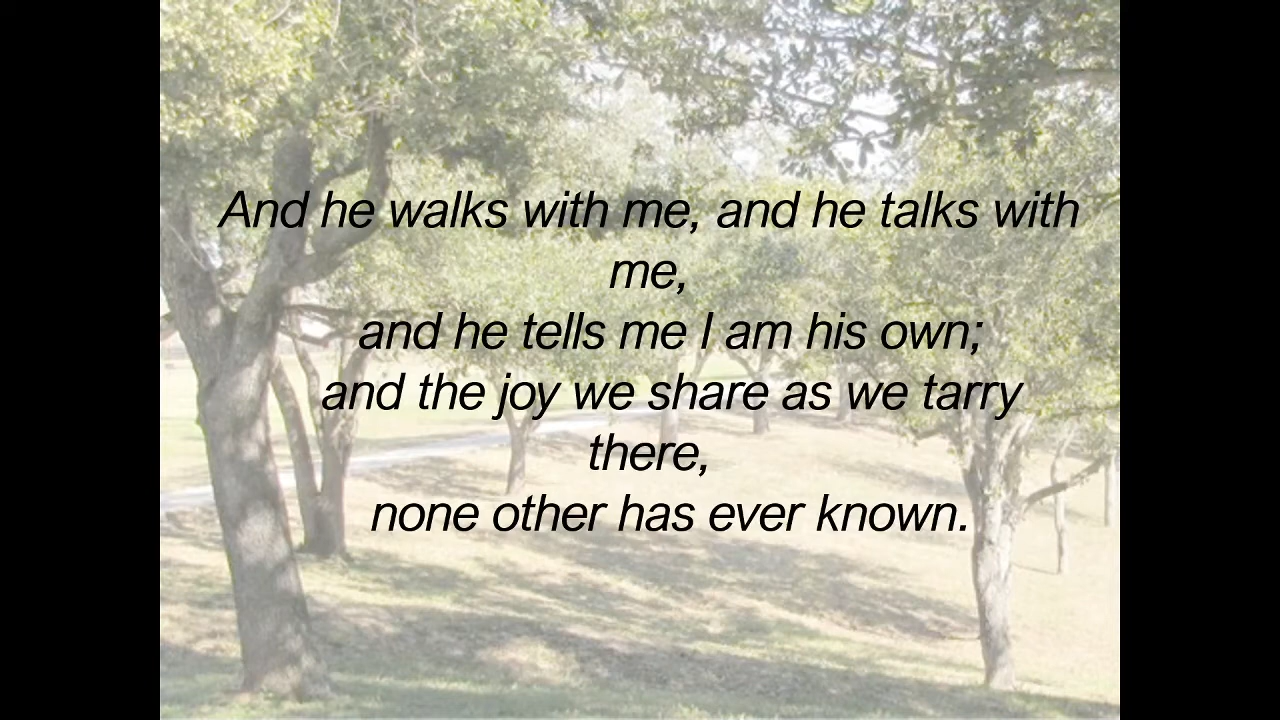 And he walks with me, and he talks with
me,
and he tells me I am his own;
and the joy we share as we tarry
there,
none other has ever known.